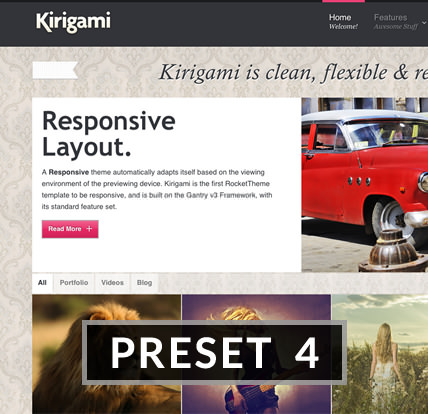 Kirigami
Home
Welcome!
Features
Awesome Stuff
Kirigami is clean, flexible & re
Responsive
Layout.
A Responsive theme automatically adapts itself based on the viewing
environment of the previewing device. Kirigami is the first RocketTheme
template to be responsive, and is built on the Gantry v3 Framework, with
its standard feature set.
Read More +
All
Portfolio
Videos
Blog
PRESET 4